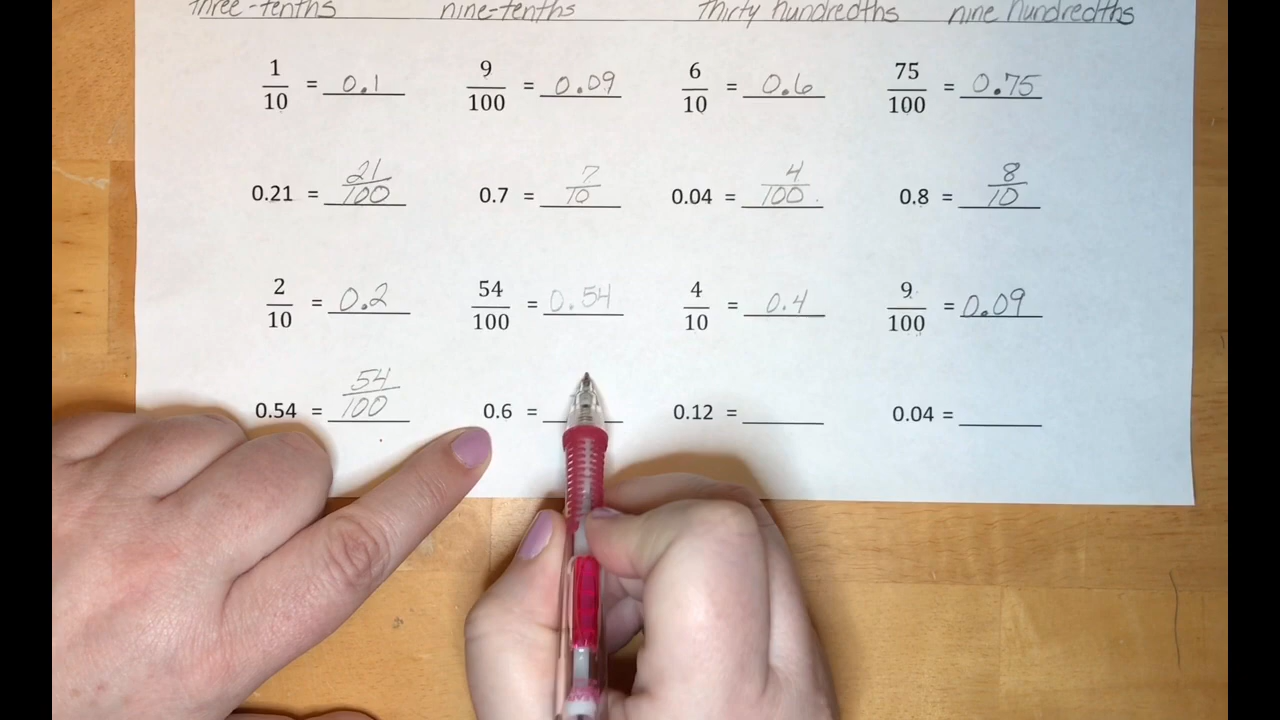 three-tenths nine-tenths thirty hundredths nine hundredths
1/10 = 0.1 9/100 = 0.09 6/10 = 0.6 75/100 = 0.75
0.21 = 21/100 0.7 = 7/10 0.04 = 4/100 0.8 = 8/10
2/10 = 0.2 54/100 = 0.54 4/10 = 0.4 9/100 = 0.09
0.54 = 54/100 0.6 = 0.12 = 0.04 =